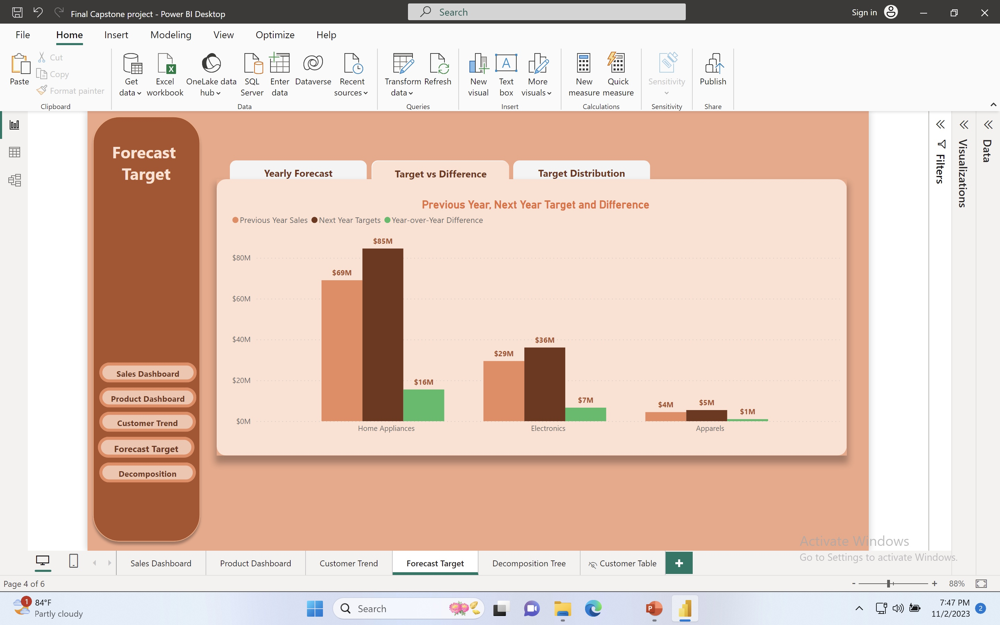 Final Capstone project - Power BI Desktop
Search
Sign in
File
Home
Insert
Modeling
View
Optimize
Help
Paste
Cut
Copy
Format painter
Clipboard
Get
data
Excel
workbook
OneLake data
hub
SQL
Server
Enter
data
Dataverse
Recent
sources
Data
Transform
data
Refresh
Queries
New
visual
Text
box
More
visuals
Insert
New
measure
Quick
measure
Calculations
Sensitivity
Sensitivity
Publish
Share
Forecast
Target
Sales Dashboard
Product Dashboard
Customer Trend
Forecast Target
Decomposition
Yearly Forecast
Target vs Difference
Target Distribution
Previous Year, Next Year Target and Difference
Previous Year Sales
Next Year Targets
Year-over-Year Difference
$80M
$60M
$40M
$20M
$0M
$69M
$85M
$16M
$29M
$36M
$7M
$4M
$5M
$1M
Home Appliances
Electronics
Apparels
Filters
Visualizations
Data
Activate Windows
Go to Settings to activate Windows.
Sales Dashboard
Product Dashboard
Customer Trend
Forecast Target
Decomposition Tree
Customer Table
+
Page 4 of 6
-
+
88%
1
84°F
Partly cloudy
Search
P
7:47 PM
11/2/2023
2